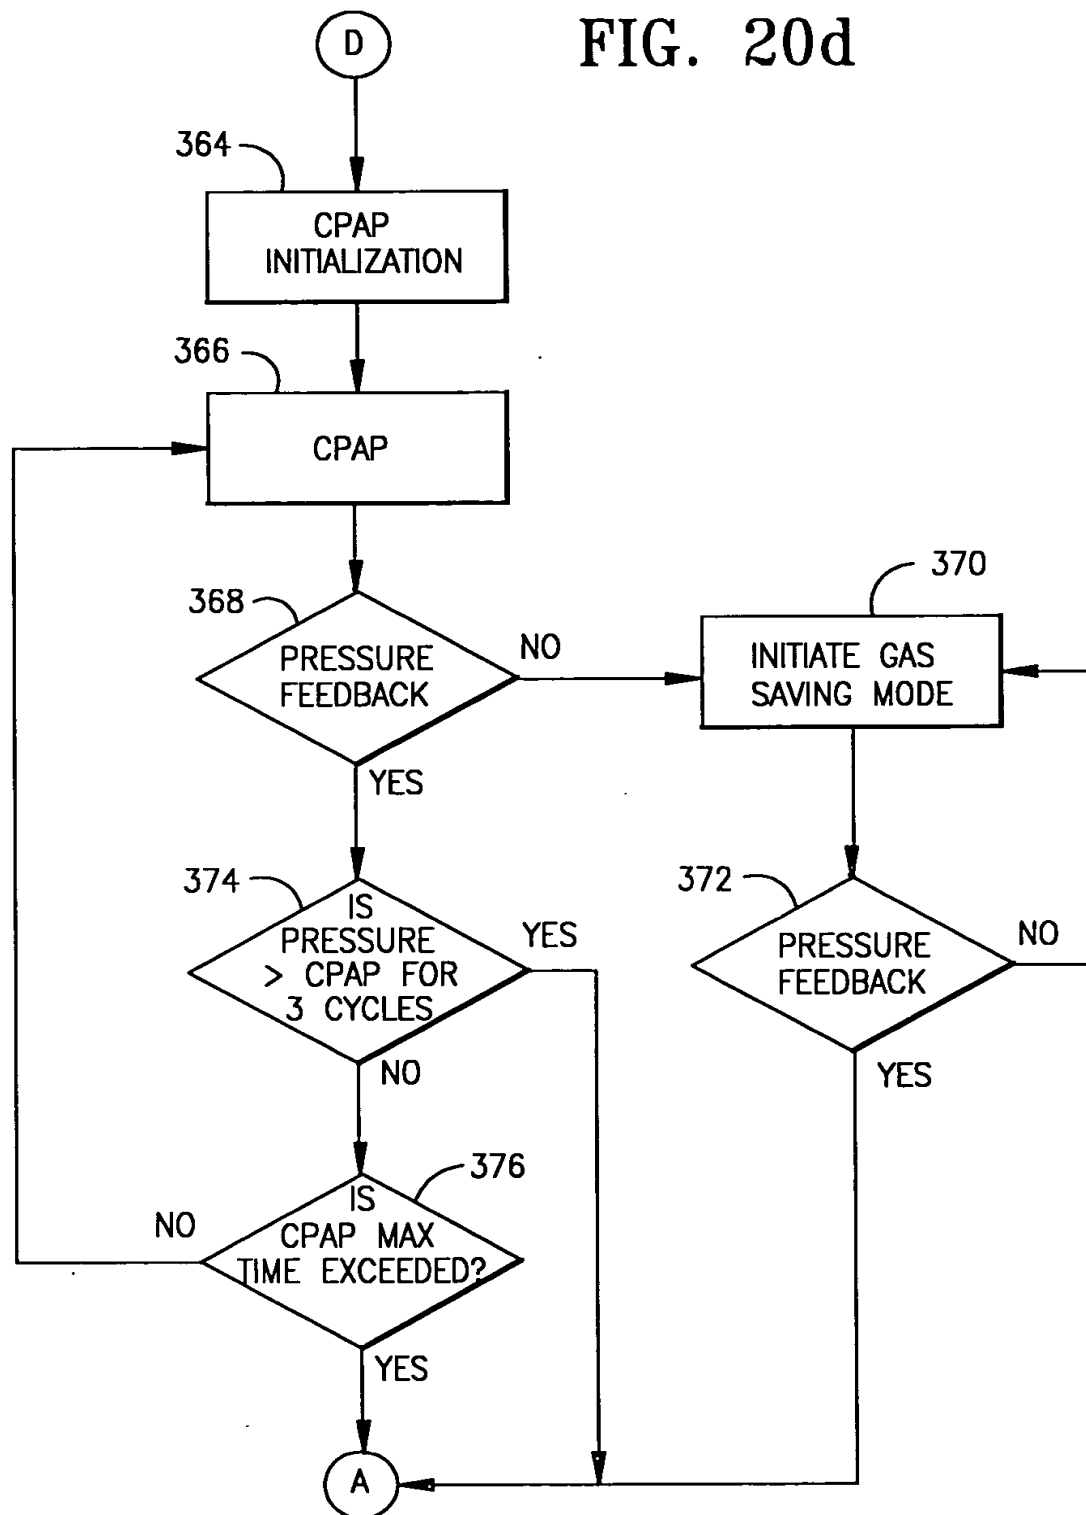 FIG. 20d
D
364
CPAP
INITIALIZATION
366
CPAP
368
PRESSURE
FEEDBACK
NO
YES
370
INITIATE GAS
SAVING MODE
374
IS
PRESSURE
> CPAP FOR
3 CYCLES
YES
NO
372
PRESSURE
FEEDBACK
NO
YES
376
IS
CPAP MAX
TIME EXCEEDED?
NO
YES
A